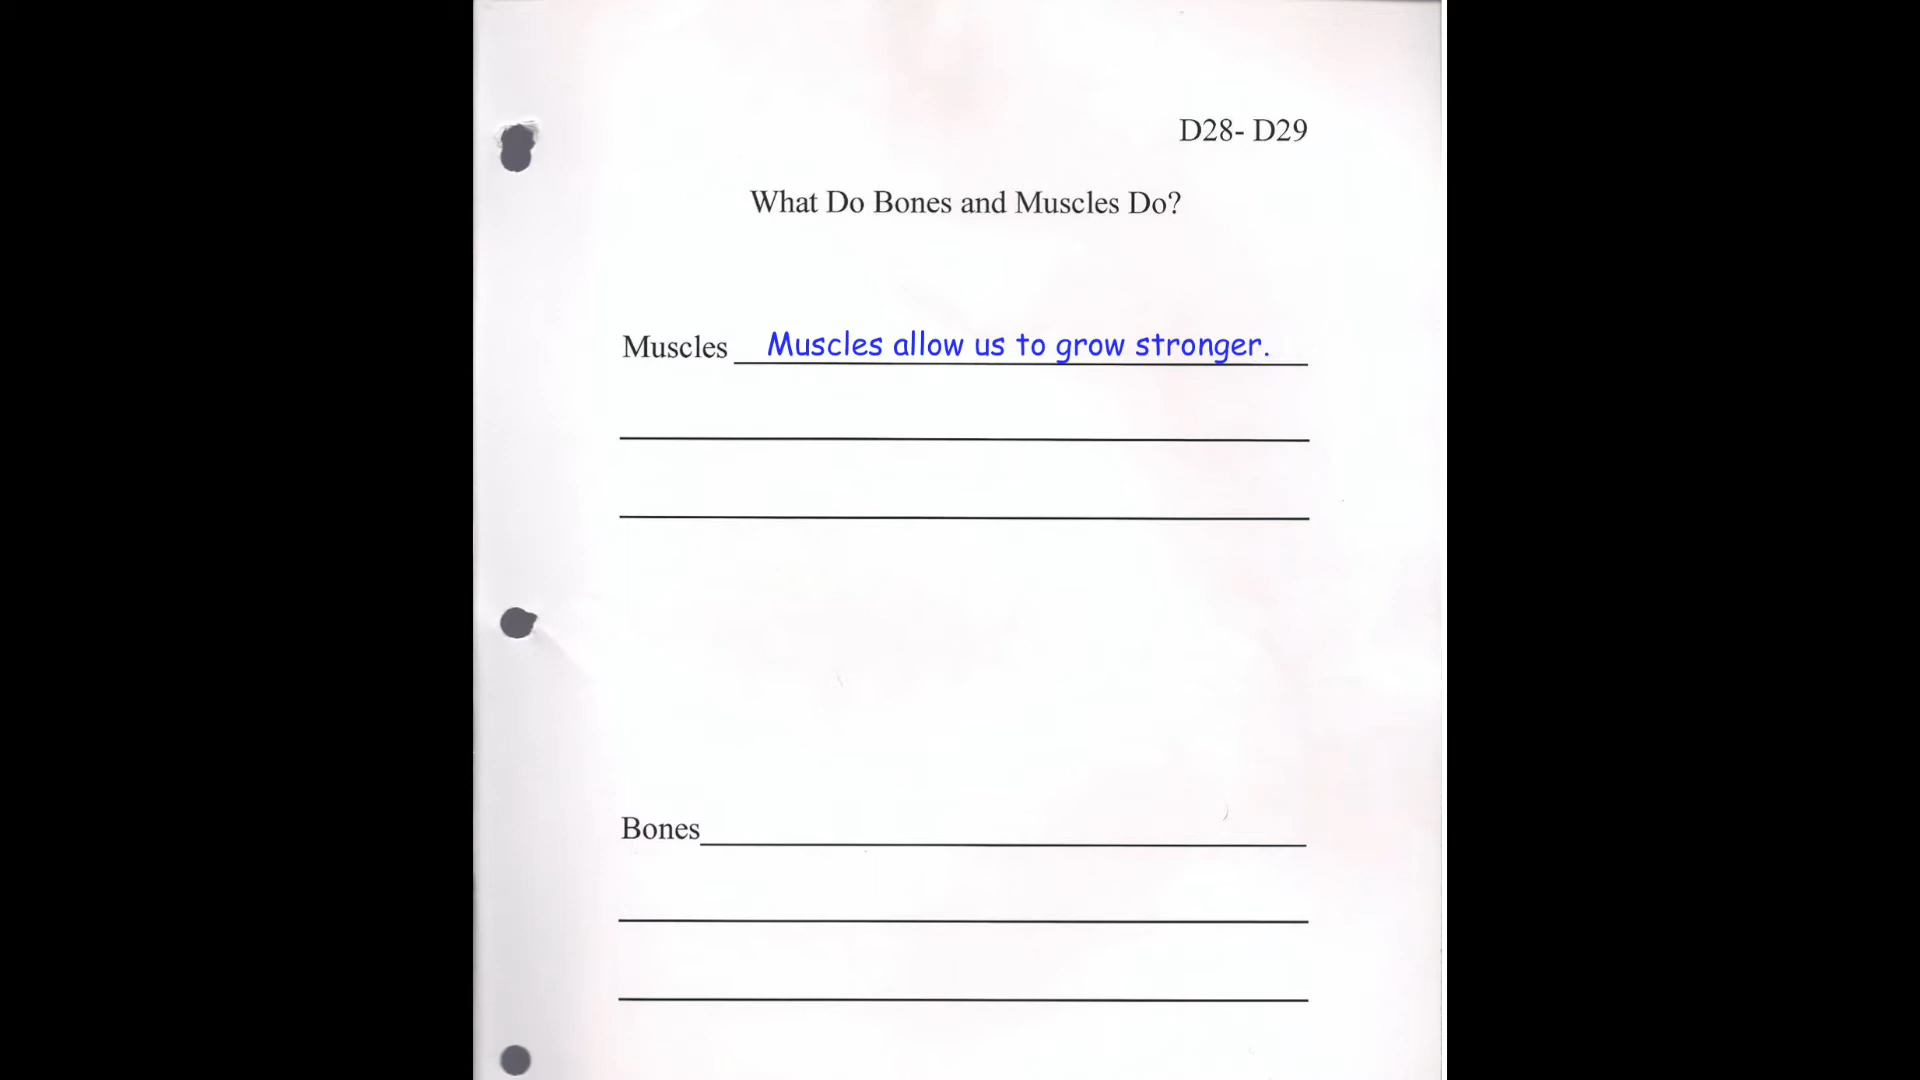 D28- D29
What Do Bones and Muscles Do?
Muscles Muscles allow us to grow stronger.
Bones